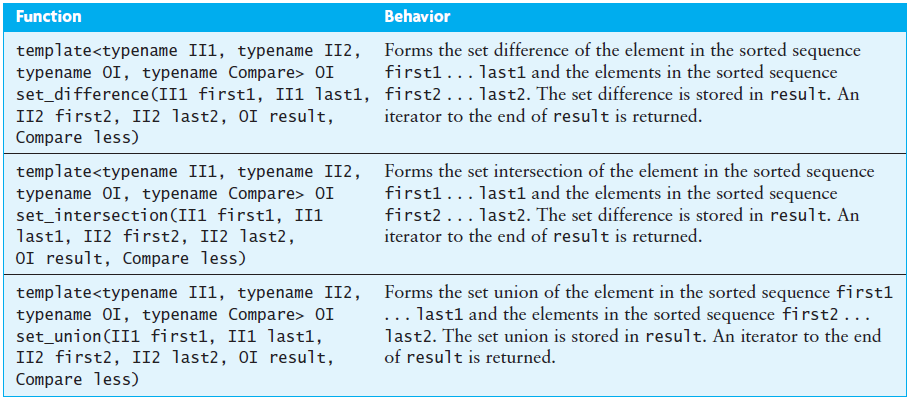 Function Behavior
template<typename II1, typename II2,
typename OI, typename Compare> OI
set_difference(II1 first1, II1 last1,
II2 first2, II2 last2, OI result,
Compare less)
Forms the set difference of the element in the sorted sequence
first1 . . . last1 and the elements in the sorted sequence
first2 . . . last2. The set difference is stored in result. An
iterator to the end of result is returned.
template<typename II1, typename II2,
typename OI, typename Compare> OI
set_intersection(II1 first1, II1
last1, II2 first2, II2 last2,
OI result, Compare less)
Forms the set intersection of the element in the sorted sequence
first1 . . . last1 and the elements in the sorted sequence
first2 . . . last2. The set difference is stored in result. An
iterator to the end of result is returned.
template<typename II1, typename II2,
typename OI, typename Compare> OI
set_union(II1 first1, II1 last1,
II2 first2, II2 last2, OI result,
Compare less)
Forms the set union of the element in the sorted sequence first1
. . . last1 and the elements in the sorted sequence first2 . . .
last2. The set union is stored in result. An iterator to the end
of result is returned.